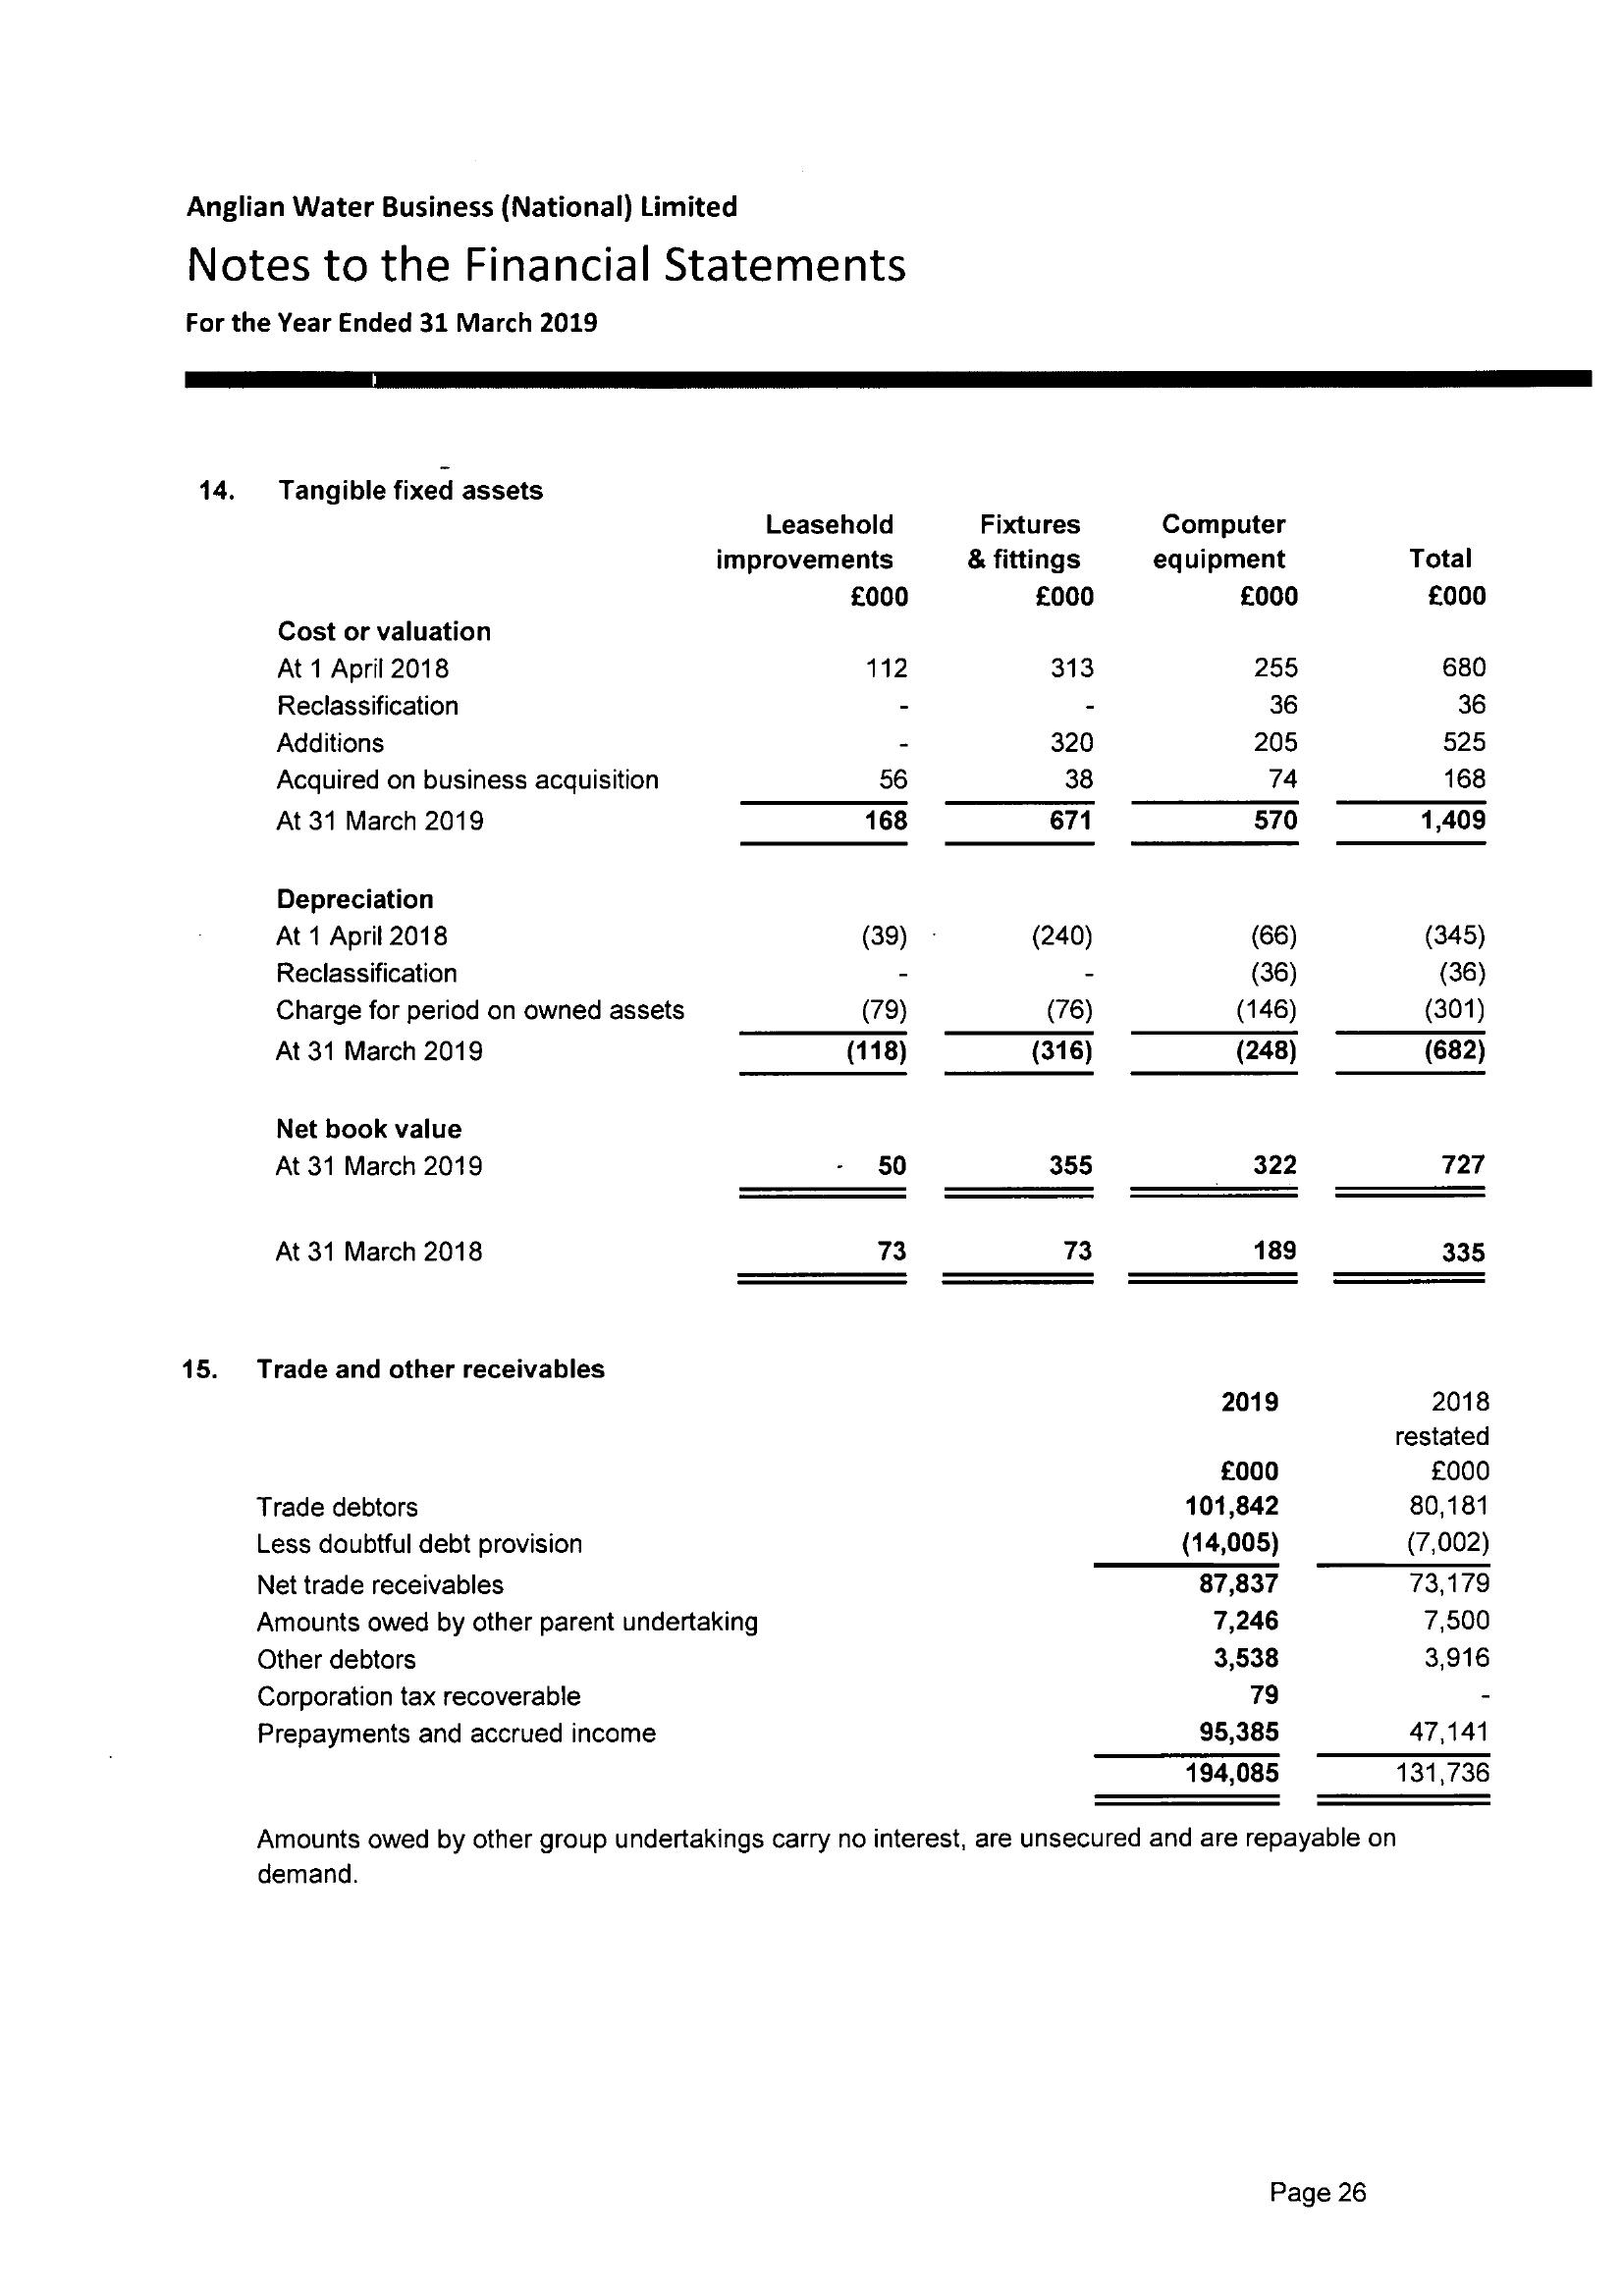 Anglian Water Business (National) Limited
Notes to the Financial Statements
For the Year Ended 31 March 2019
14. Tangible fixed assets
Leasehold Fixtures Computer
improvements & fittings equipment Total
£000 £000 £000 £000
Cost or valuation
At 1 April 2018 112 313 255 680
Reclassification - - 36 36
Additions - 320 205 525
Acquired on business acquisition 56 38 74 168
At 31 March 2019 168 671 570 1,409
Depreciation
At 1 April 2018 (39) (240) (66) (345)
Reclassification - - (36) (36)
Charge for period on owned assets (79) (76) (146) (301)
At 31 March 2019 (118) (316) (248) (682)
Net book value
At 31 March 2019 50 355 322 727
At 31 March 2018 73 73 189 335
15. Trade and other receivables
2019 2018
restated
£000 £000
Trade debtors 101,842 80,181
Less doubtful debt provision (14,005) (7,002)
Net trade receivables 87,837 73,179
Amounts owed by other parent undertaking 7,246 7,500
Other debtors 3,538 3,916
Corporation tax recoverable 79 -
Prepayments and accrued income 95,385 47,141
194,085 131,736
Amounts owed by other group undertakings carry no interest, are unsecured and are repayable on
demand.
Page 26